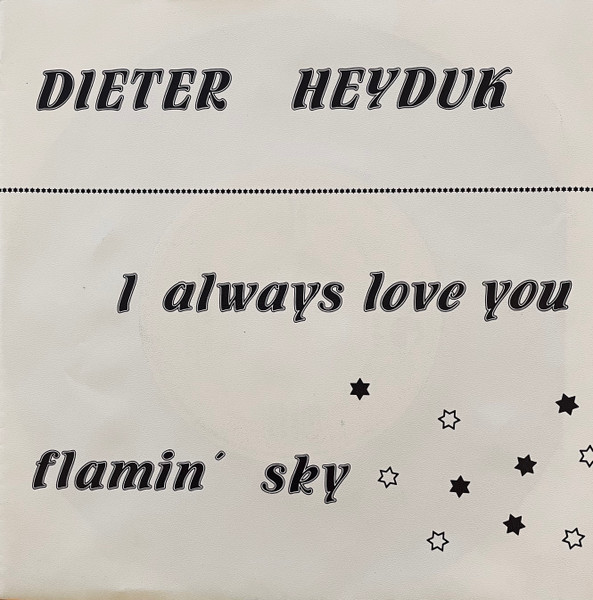 DIETER HEYDUK
I always love you
flamin´ sky